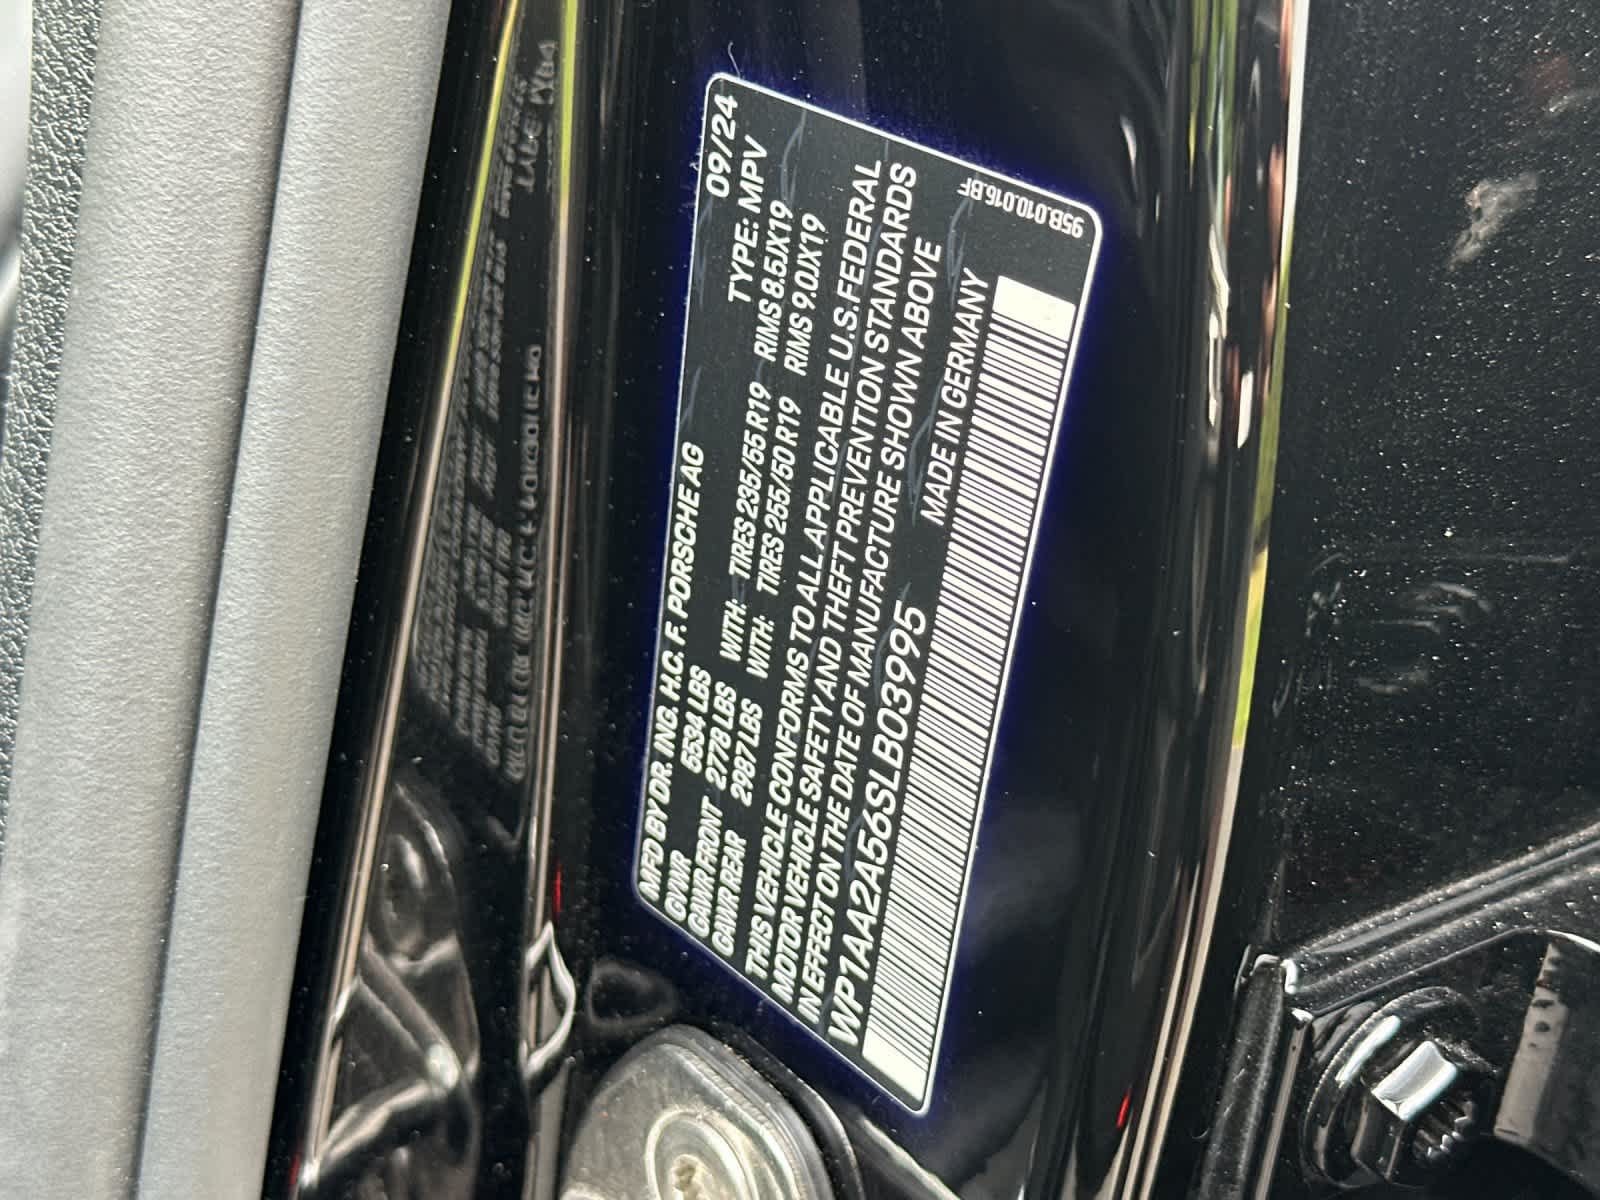 MFD BY DR. ING. H.C. F. PORSCHE AG 09/24
GVWR 5534 LBS TYPE: MPV
GAWR FRONT 2778 LBS WITH: TIRES 235/55 R19 RIMS 8.5JX19
GAWR REAR 2987 LBS WITH: TIRES 255/50 R19 RIMS 9.0JX19
THIS VEHICLE CONFORMS TO ALL APPLICABLE U.S. FEDERAL
MOTOR VEHICLE SAFETY AND THEFT PREVENTION STANDARDS
IN EFFECT ON THE DATE OF MANUFACTURE SHOWN ABOVE
WP1AA2A56SLB03995 MADE IN GERMANY
95B.010.016.BF